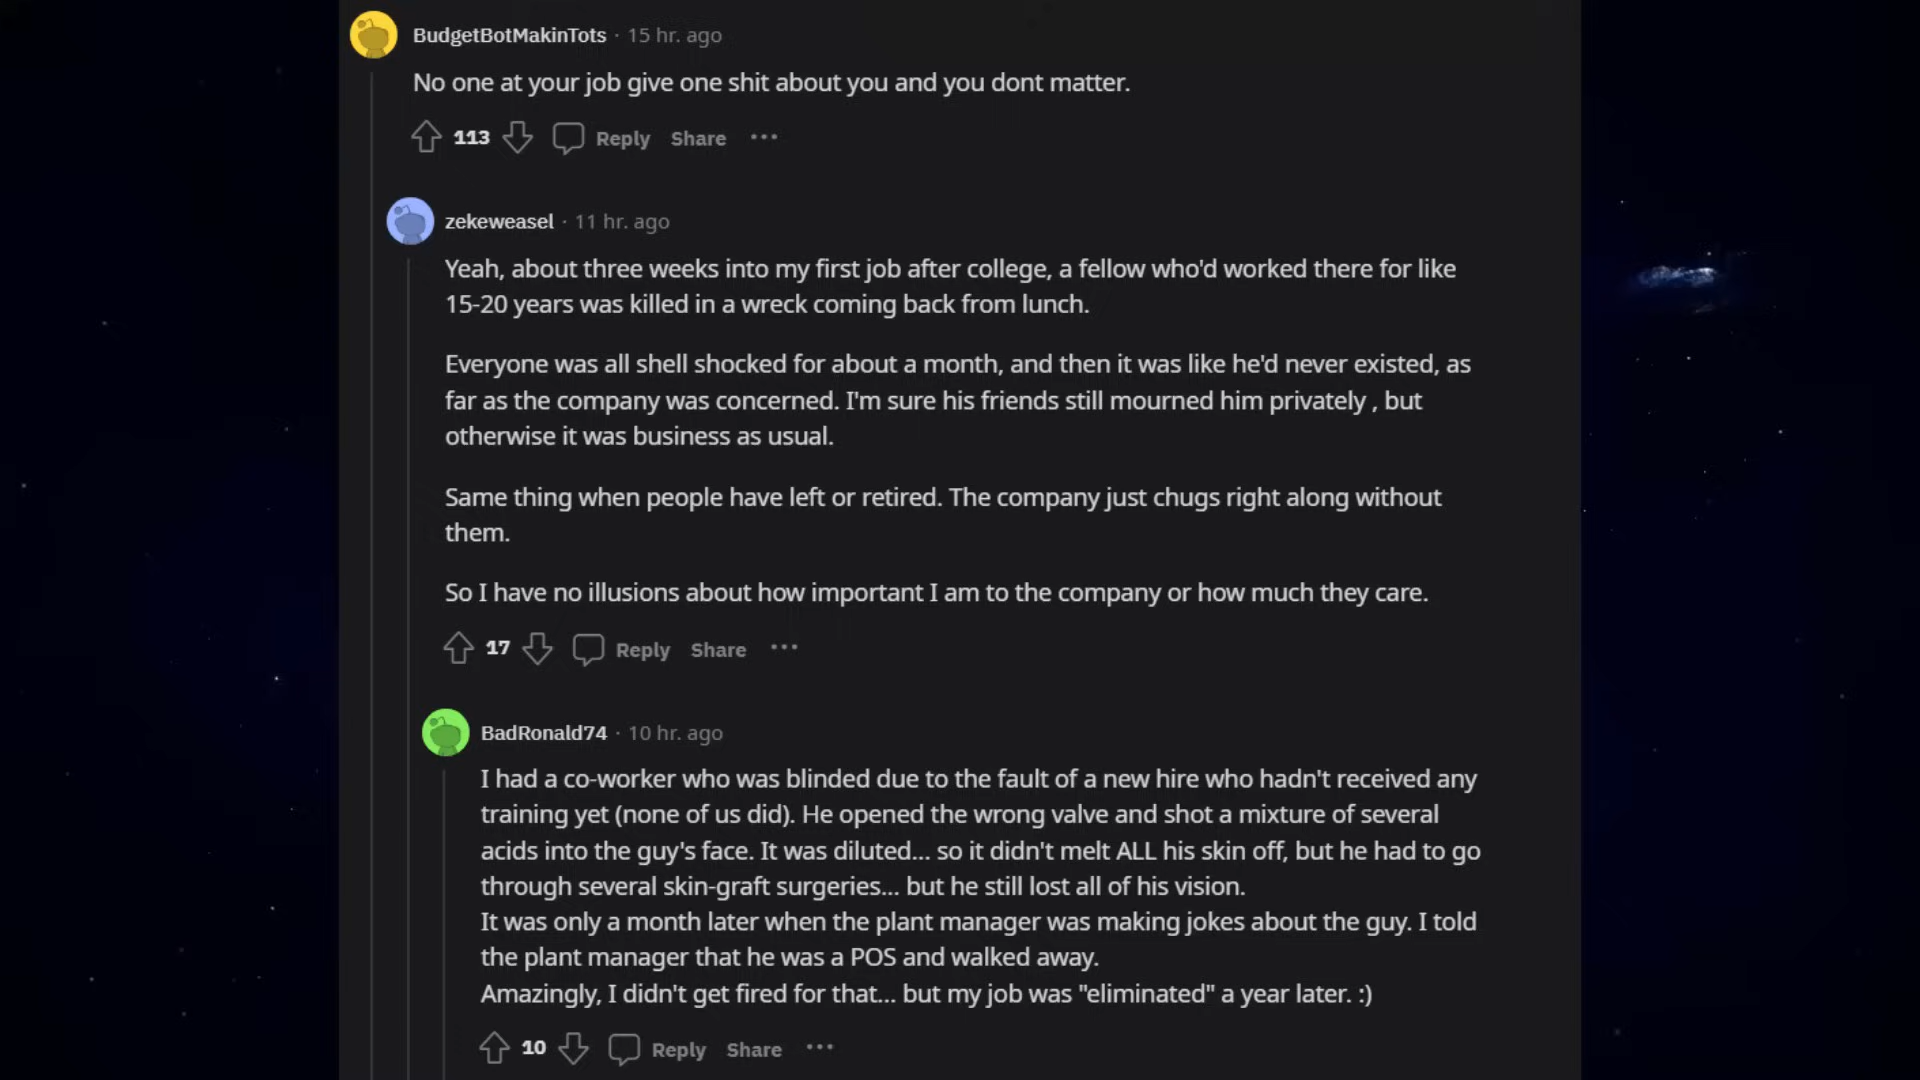 BudgetBotMakinTots · 15 hr. ago
No one at your job give one shit about you and you dont matter.
113 Reply Share ···
zekeweasel · 11 hr. ago
Yeah, about three weeks into my first job after college, a fellow who'd worked there for like
15-20 years was killed in a wreck coming back from lunch.
Everyone was all shell shocked for about a month, and then it was like he'd never existed, as
far as the company was concerned. I'm sure his friends still mourned him privately , but
otherwise it was business as usual.
Same thing when people have left or retired. The company just chugs right along without
them.
So I have no illusions about how important I am to the company or how much they care.
17 Reply Share ···
BadRonald74 · 10 hr. ago
I had a co-worker who was blinded due to the fault of a new hire who hadn't received any
training yet (none of us did). He opened the wrong valve and shot a mixture of several
acids into the guy's face. It was diluted... so it didn't melt ALL his skin off, but he had to go
through several skin-graft surgeries... but he still lost all of his vision.
It was only a month later when the plant manager was making jokes about the guy. I told
the plant manager that he was a POS and walked away.
Amazingly, I didn't get fired for that... but my job was "eliminated" a year later. :)
10 Reply Share ···